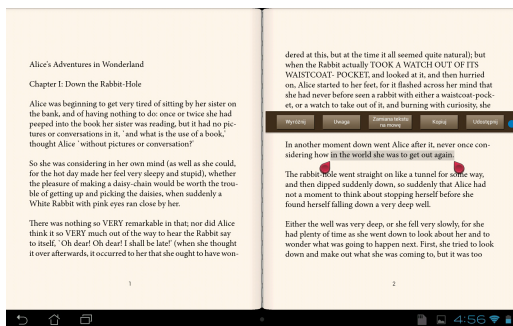 Alice's Adventures in Wonderland
Chapter I: Down the Rabbit-Hole
Alice was beginning to get very tired of sitting by her sister on
the bank, and of having nothing to do: once or twice she had
peeped into the book her sister was reading, but it had no pic-
tures or conversations in it, `and what is the use of a book,'
thought Alice `without pictures or conversation?'
So she was considering in her own mind (as well as she could,
for the hot day made her feel very sleepy and stupid), whether
the pleasure of making a daisy-chain would be worth the trou-
ble of getting up and picking the daisies, when suddenly a
White Rabbit with pink eyes ran close by her.
There was nothing so VERY remarkable in that; nor did Alice
think it so VERY much out of the way to hear the Rabbit say
to itself, `Oh dear! Oh dear! I shall be late!' (when she thought
it over afterwards, it occurred to her that she ought to have won-
1
dered at this, but at the time it all seemed quite natural); but
when the Rabbit actually TOOK A WATCH OUT OF ITS
WAISTCOAT- POCKET, and looked at it, and then hurried
on, Alice started to her feet, for it flashed across her mind that
she had never before seen a rabbit with either a waistcoat-pock-
et, or a watch to take out of it, and burning with curiosity, she
Wyróżnij
Uwaga
Zamiana tekstu
na mowę
Kopiuj
Udostępnij
In another moment down went Alice after it, never once con-
sidering how in the world she was to get out again.
The rabbit-hole went straight on like a tunnel for some way,
and then dipped suddenly down, so suddenly that Alice had
not a moment to think about stopping herself before she
found herself falling down a very deep well.
Either the well was very deep, or she fell very slowly, for she
had plenty of time as she went down to look about her and to
wonder what was going to happen next. First, she tried to look
down and make out what she was coming to, but it was too
2
4:56